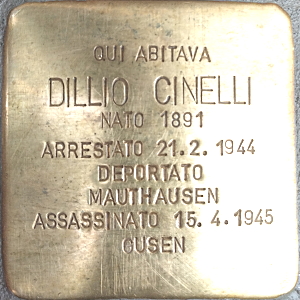 QUI ABITAVA
DILLIO CINELLI
NATO 1891
ARRESTATO 21.2.1944
DEPORTATO
MAUTHAUSEN
ASSASSINATO 15.4.1945
GUSEN